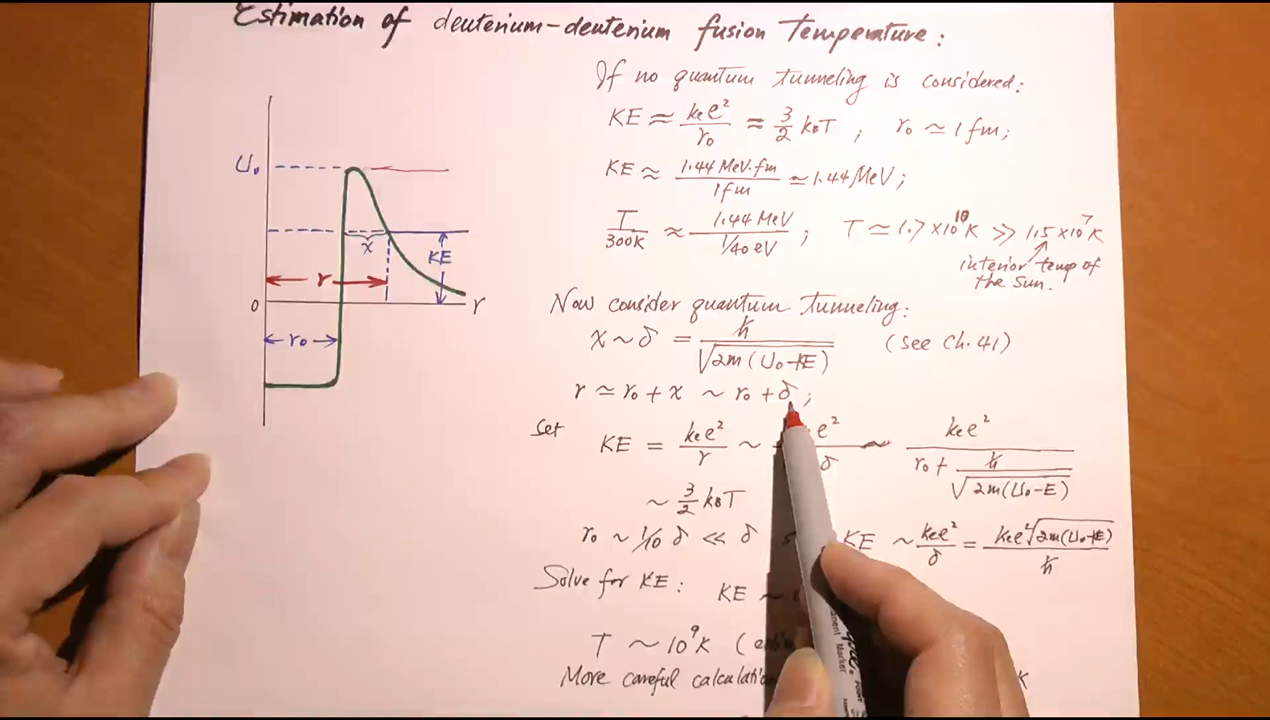 Estimation of deuterium-deuterium fusion Temperature:
If no quantum tunneling is considered:
KE ≈ kee²/r₀ ≈ 3/2 kBT ; r₀ ≃ 1 fm;
KE ≈ 1.44 MeV·fm/1fm ≃ 1.44 MeV;
T/300K ≈ 1.44 MeV/(1/40 eV) ; T ≃ 1.7 ×10¹⁰K ≫ 1.5 ×10⁷K
interior temp of
the sun.
U₀
x
KE
r
0
r
r₀
Now consider quantum tunneling:
x ~ δ = ħ/√(2m(U₀-KE)) (see Ch.41)
r ≃ r₀ + x ~ r₀ + δ ;
Set KE = kee²/r ~ e²/δ ~ kee²/(r₀ + ħ/√(2m(U₀-E)))
~ 3/2 kBT
r₀ ~ 1/10 δ ≪ δ KE ~ kee²/δ = kee²√(2m(U₀-KE))/ħ
Solve for KE: KE ~
T ~ 10⁹K (
More careful K
Marker